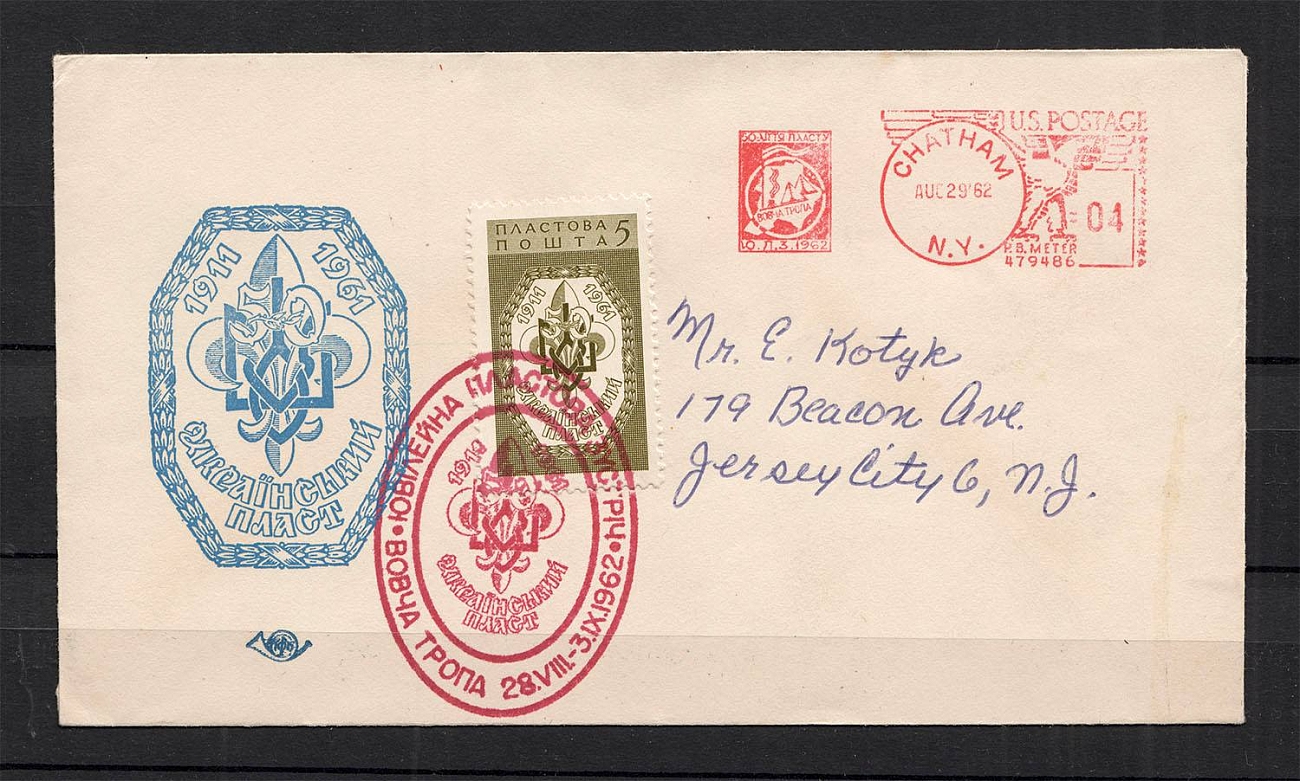 1911 1961
Український
Пласт
ПЛАСТОВА
ПОШТА 5
1911 1961
Український
Пласт
ЮВІЛЕЙНА ПЛАСТОВА ЗУСТРІЧ
ВОВЧА ТРОПА 28.VIII.-3.IX.1962
Український
Пласт
50-ЛІТТЯ ПЛАСТУ
ВОВЧА ТРОПА
Ю.П.З. 1962
CHATHAM
AUG 29 '62
N.Y.
U.S. POSTAGE
04
P.B. METER
479486
Mr. E. Kotyk
179 Beacon Ave.
Jersey City 6, N.J.